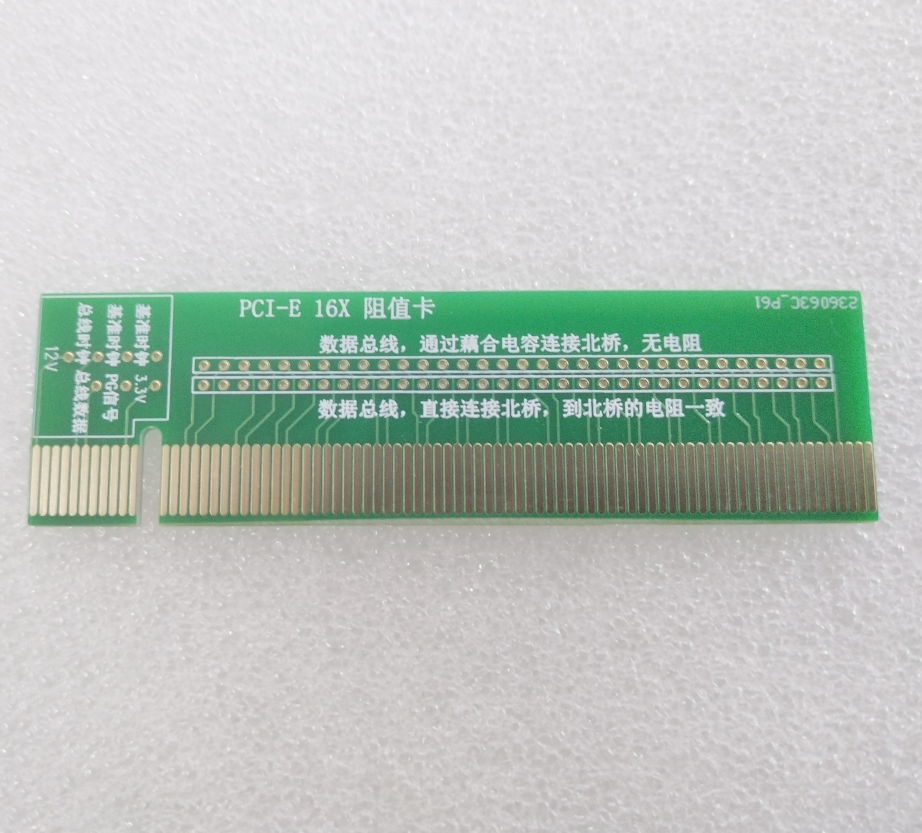 PCI-E 16X 阻值卡
236063C_P61
数据总线，通过藕合电容连接北桥，无电阻
数据总线，直接连接北桥，到北桥的电阻一致
基准时钟 3.3V
基准时钟 PG信号
总线时钟 总线数据
12V